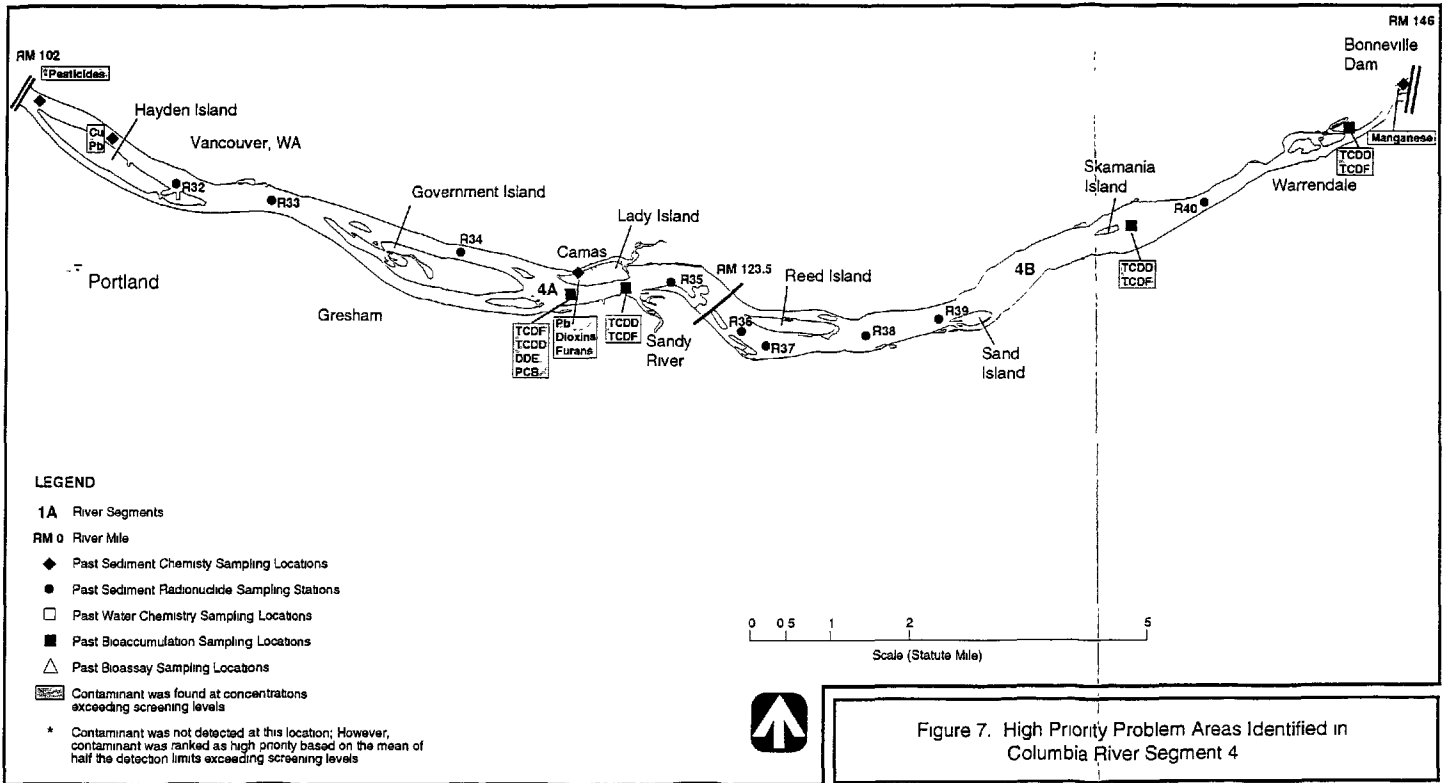 RM 146
Bonneville
Dam
RM 102
*Pesticides
Hayden Island
Cu
Pb
Vancouver, WA
Manganese
TCDD
TCDF
Warrendale
Skamania
Island
R32
R33
Government Island
R40
Lady Island
R34
Camas
TCDD
TCDF
4B
Portland
4A
R35
RM 123.5
Reed Island
Gresham
TCDF
TCDD
DDE
PCB
Pb
Dioxins
Furans
TCDD
TCDF
Sandy
River
R36
R37
R38
R39
Sand
Island
LEGEND
1A River Segments
RM 0 River Mile
Past Sediment Chemisty Sampling Locations
Past Sediment Radionuclide Sampling Stations
Past Water Chemistry Sampling Locations
Past Bioaccumulation Sampling Locations
Past Bioassay Sampling Locations
Contaminant was found at concentrations
exceeding screening levels
* Contaminant was not detected at this location; However,
contaminant was ranked as high priority based on the mean of
half the detection limits exceeding screening levels
0 0 5 1 2 5
Scale (Statute Mile)
Figure 7. High Priority Problem Areas Identified in
Columbia River Segment 4